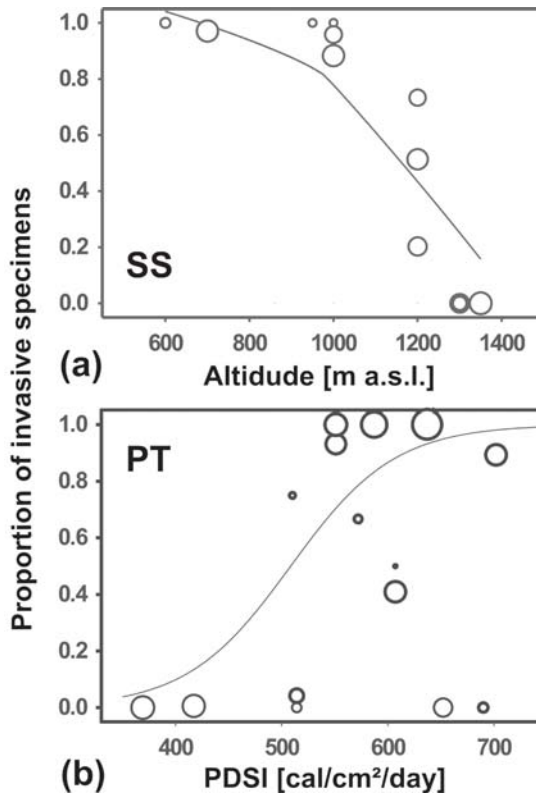 Proportion of invasive specimens
1.0
0.8
0.6
0.4
0.2
0.0
SS
600 800 1000 1200 1400
(a) Altidude [m a.s.l.]
1.0
0.8
0.6
0.4
0.2
0.0
PT
400 500 600 700
(b) PDSI [cal/cm²/day]